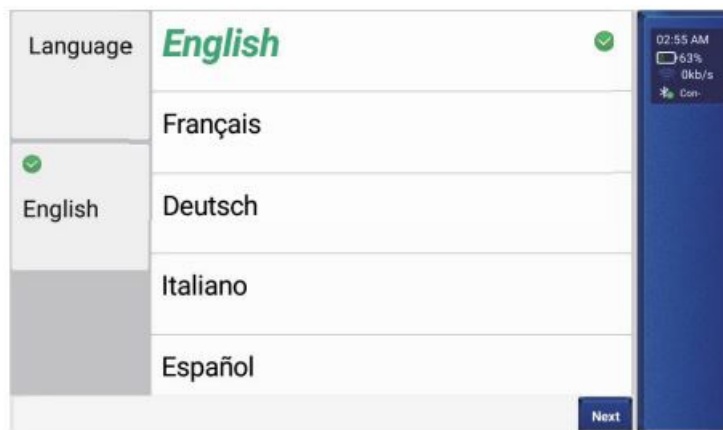 Language
English
English
Français
Deutsch
Italiano
Español
Next
02:55 AM
63%
0kb/s
Con-